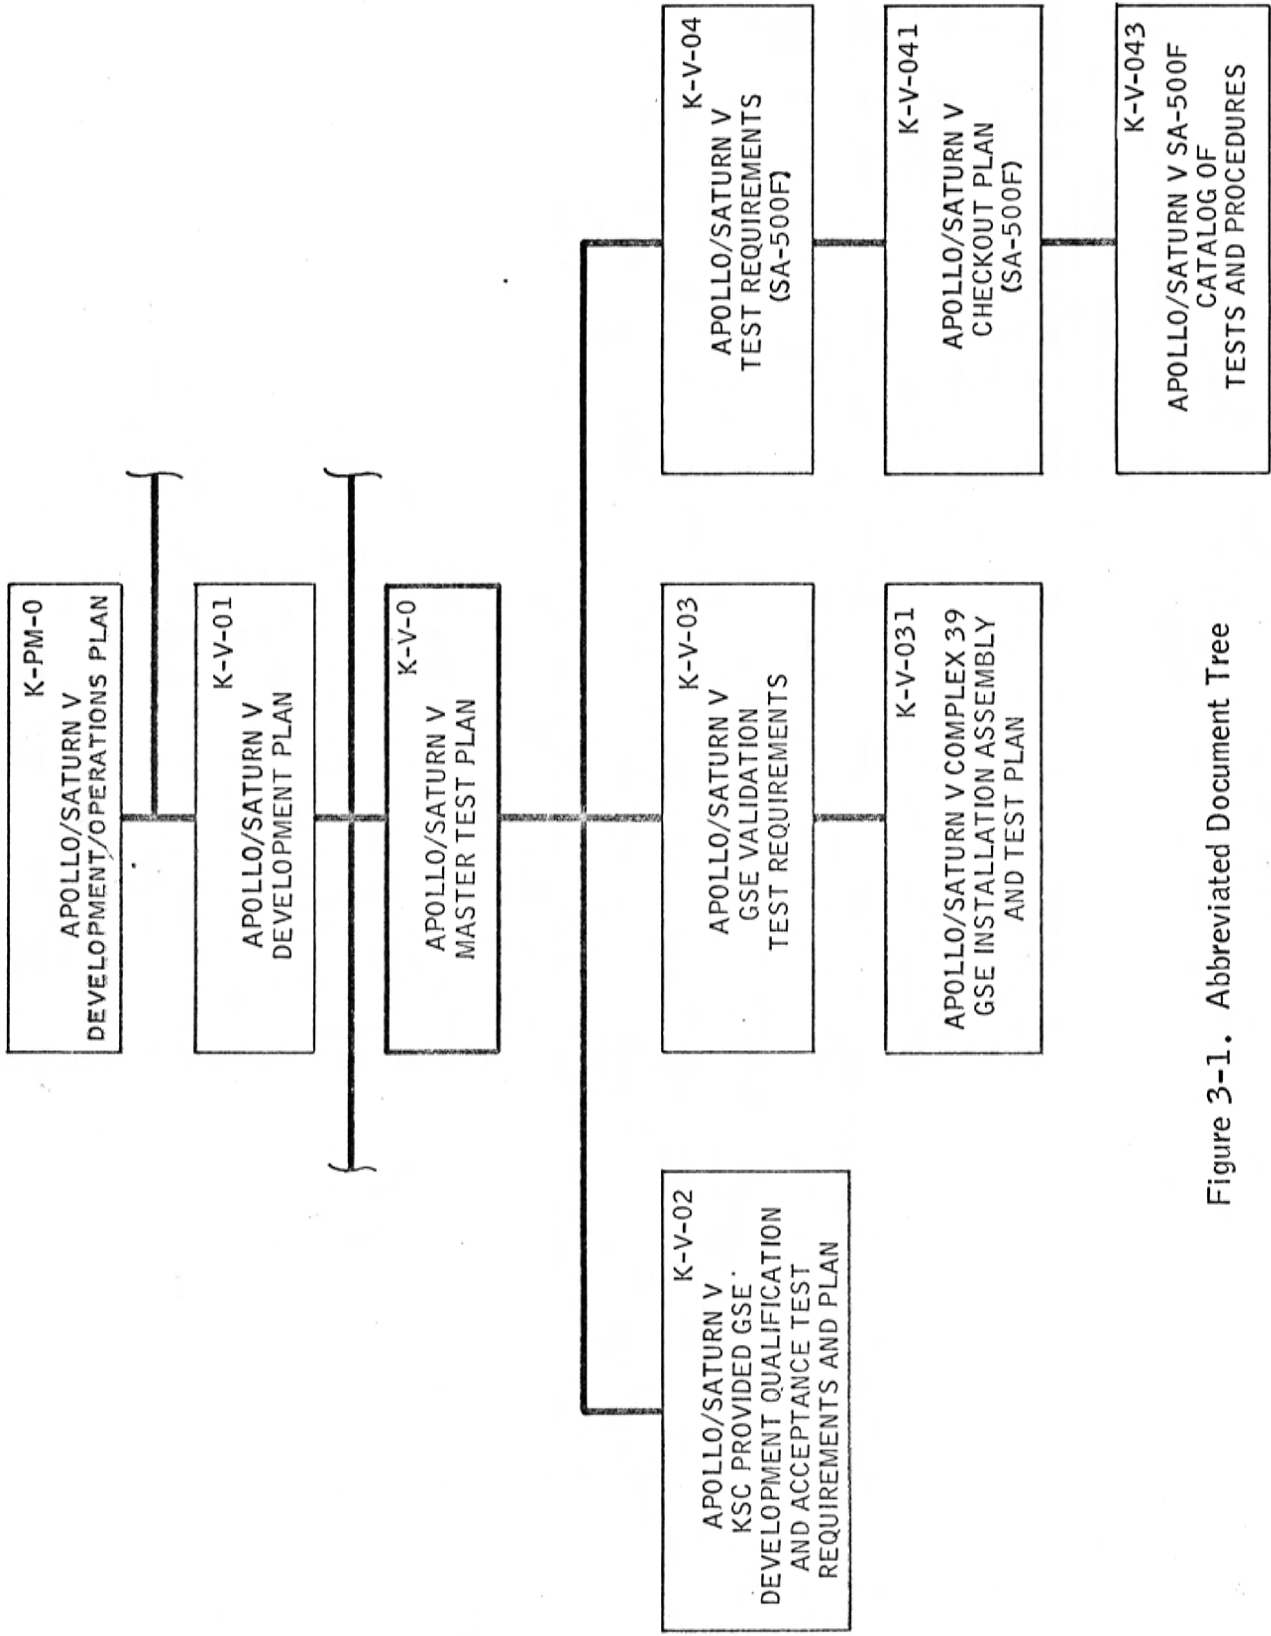 K-PM-0
APOLLO/SATURN V
DEVELOPMENT/OPERATIONS PLAN
K-V-01
APOLLO/SATURN V
DEVELOPMENT PLAN
K-V-0
APOLLO/SATURN V
MASTER TEST PLAN
K-V-02
APOLLO/SATURN V
KSC PROVIDED GSE
DEVELOPMENT QUALIFICATION
AND ACCEPTANCE TEST
REQUIREMENTS AND PLAN
K-V-03
APOLLO/SATURN V
GSE VALIDATION
TEST REQUIREMENTS
K-V-04
APOLLO/SATURN V
TEST REQUIREMENTS
(SA-500F)
K-V-031
APOLLO/SATURN V COMPLEX 39
GSE INSTALLATION ASSEMBLY
AND TEST PLAN
K-V-041
APOLLO/SATURN V
CHECKOUT PLAN
(SA-500F)
K-V-043
APOLLO/SATURN V SA-500F
CATALOG OF
TESTS AND PROCEDURES
Figure 3-1. Abbreviated Document Tree